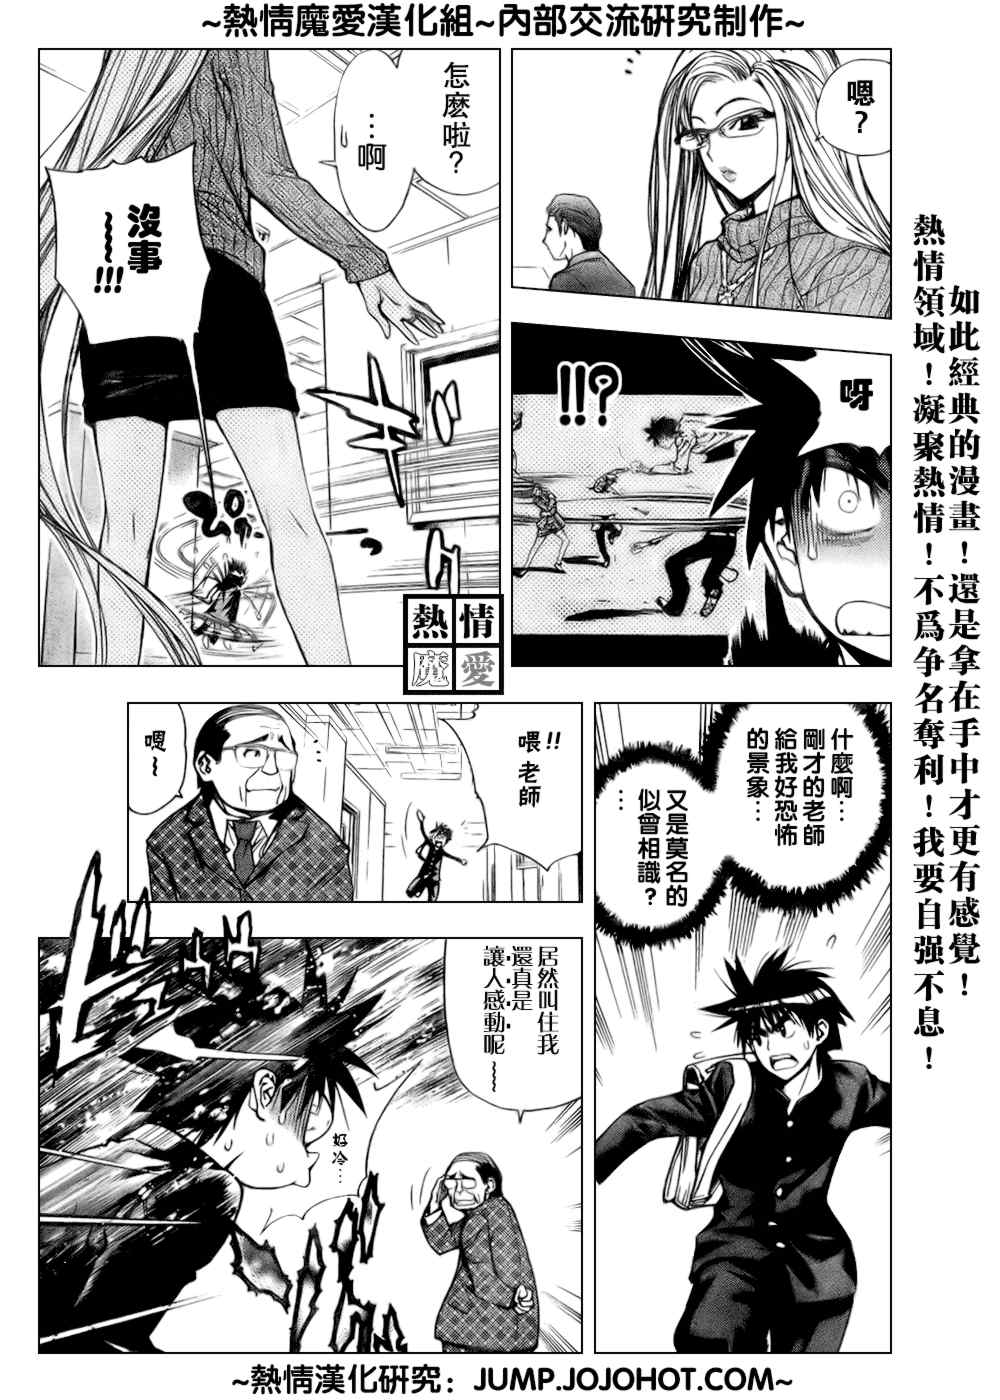 ~熱情魔愛漢化組~內部交流研究制作~
嗯？
怎麼啦？
…啊
沒事
~~~!!!
呀
!!?
如此經典的漫畫！還是拿在手中才更有感覺！
熱情領域！凝聚熱情！不爲争名奪利！我要自强不息！
熱情
魔愛
什麼啊…
剛才的老師
給我好恐怖
的景象…
又是莫名的
似曾相識？
…
喂!!
老師
嗯~
居然叫住我
還真是
讓人感動呢~~
好冷…
~熱情漢化研究：JUMP.JOJOHOT.COM~